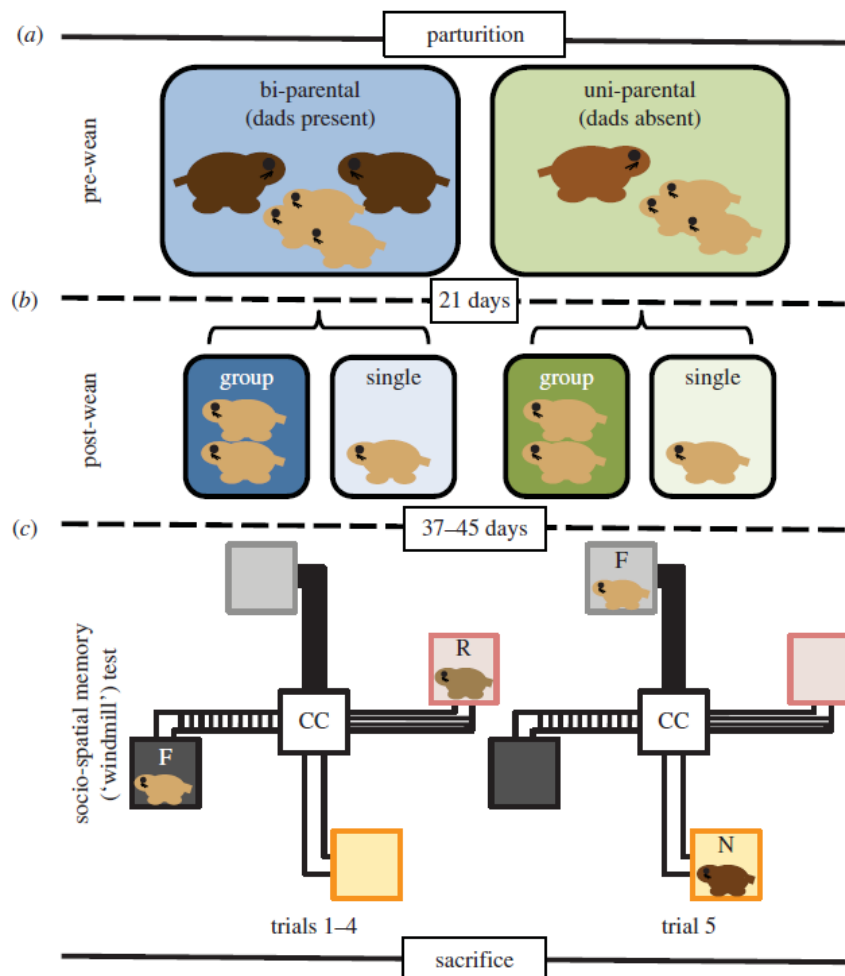 (a)
parturition
pre-wean
bi-parental
(dads present)
uni-parental
(dads absent)
(b)
21 days
post-wean
group
single
group
single
(c)
37–45 days
socio-spatial memory
(‘windmill’) test
F
R
CC
CC
F
N
trials 1–4
trial 5
sacrifice